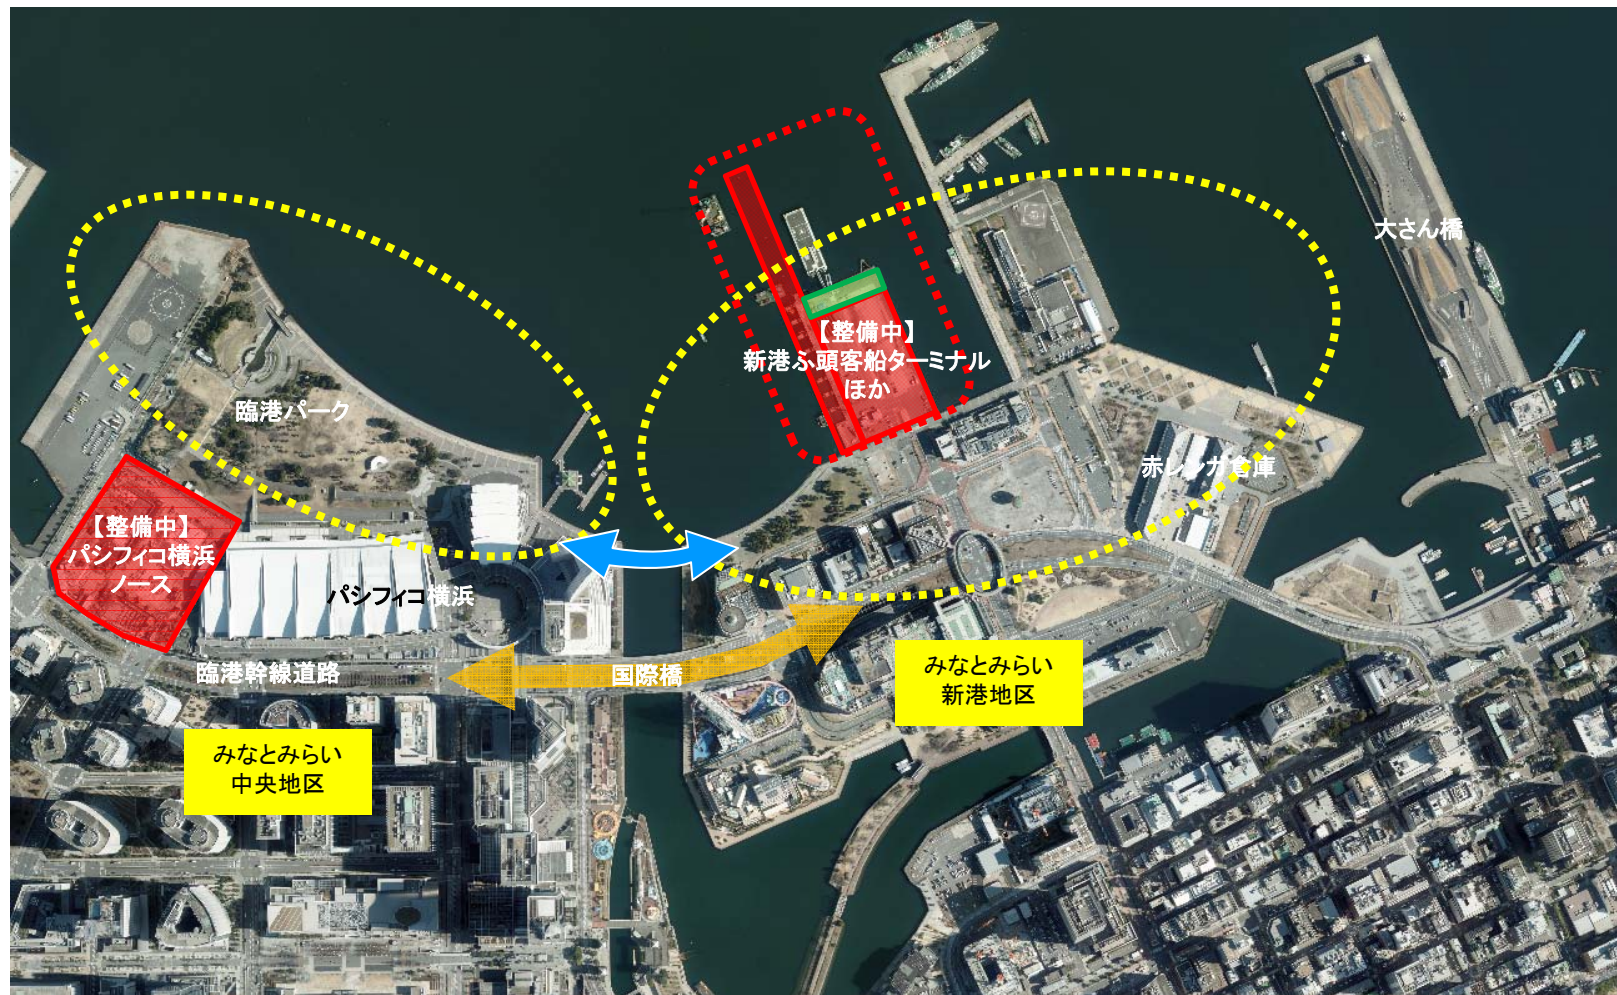 大さん橋
【整備中】
新港ふ頭客船ターミナル
ほか
臨港パーク
赤レンガ倉庫
【整備中】
パシフィコ横浜
ノース
パシフィコ横浜
臨港幹線道路
国際橋
みなとみらい
新港地区
みなとみらい
中央地区